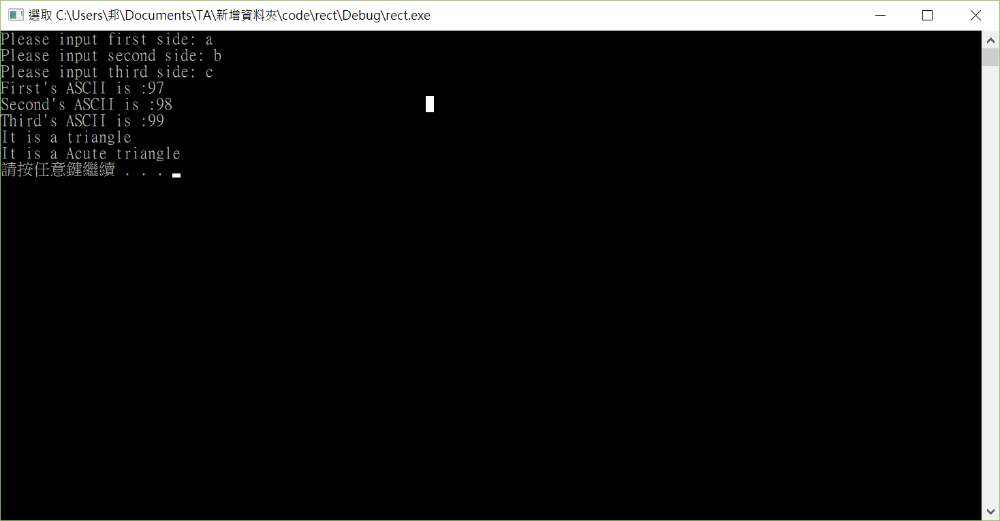 選取 C:\Users\邦\Documents\TA\新增資料夾\code\rect\Debug\rect.exe
Please input first side: a
Please input second side: b
Please input third side: c
First's ASCII is :97
Second's ASCII is :98
Third's ASCII is :99
It is a triangle
It is a Acute triangle
請按任意鍵繼續 . . .